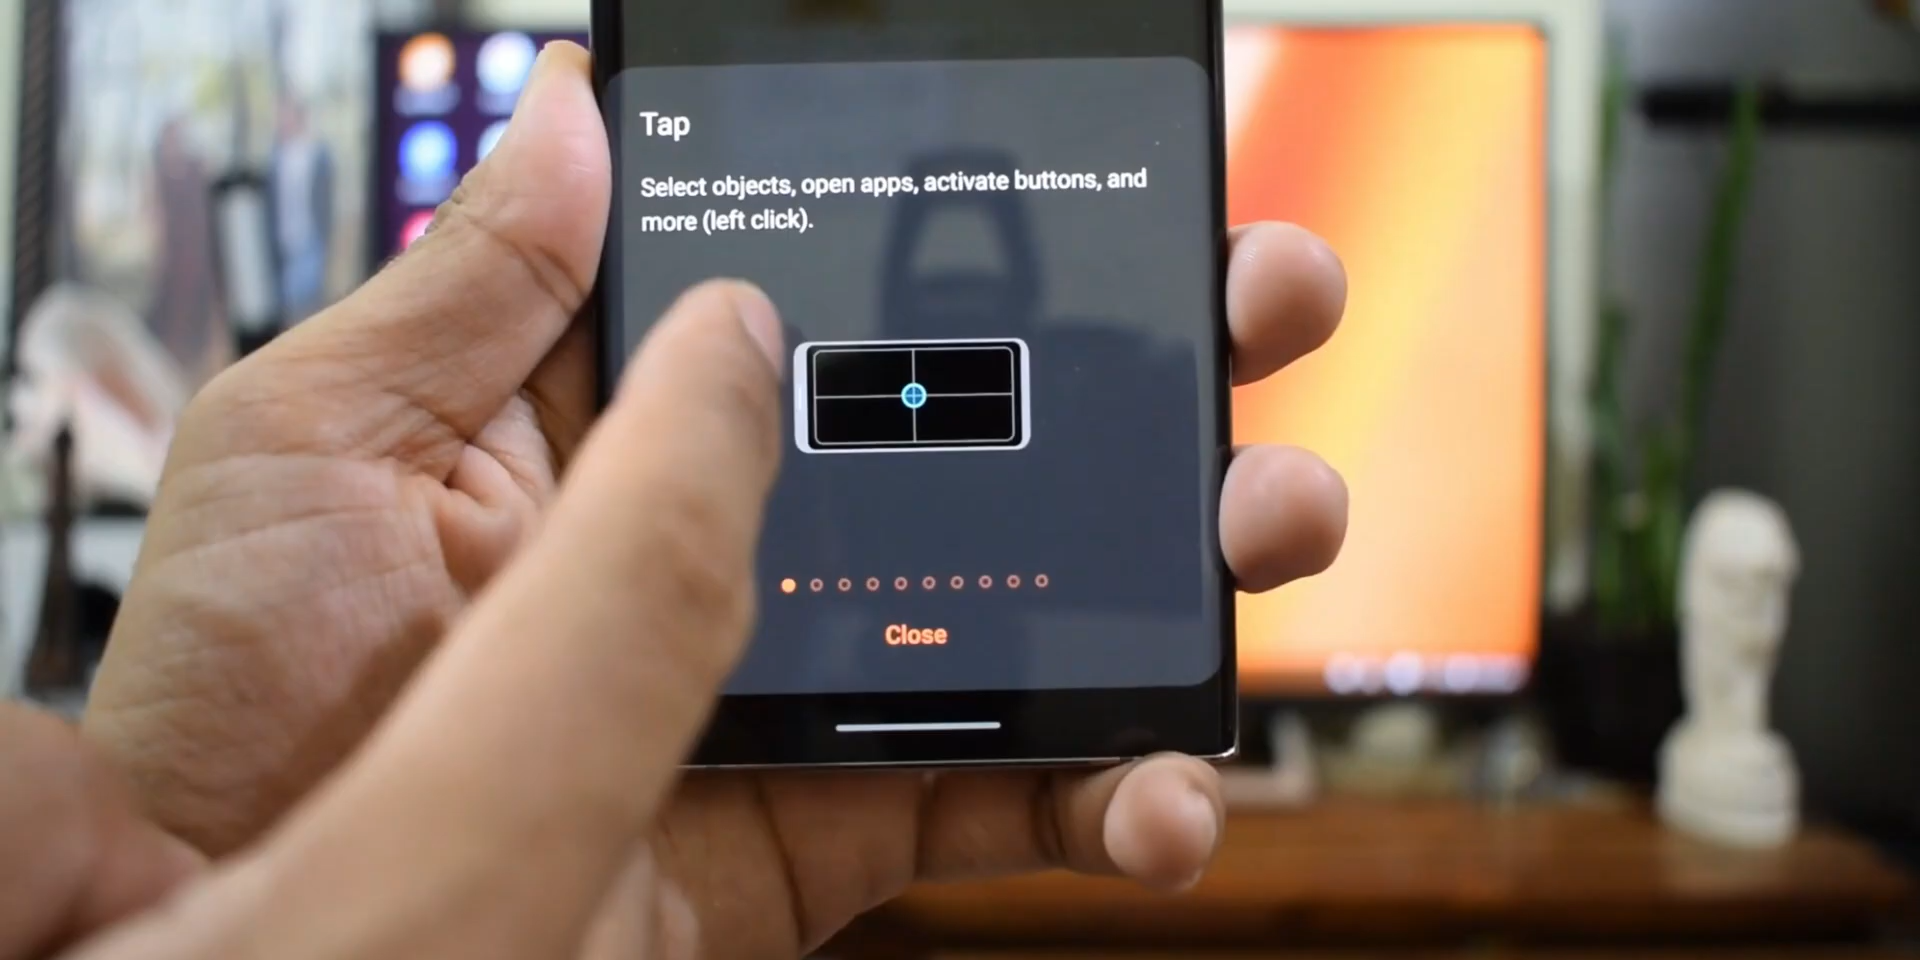 Tap
Select objects, open apps, activate buttons, and
more (left click).
Close